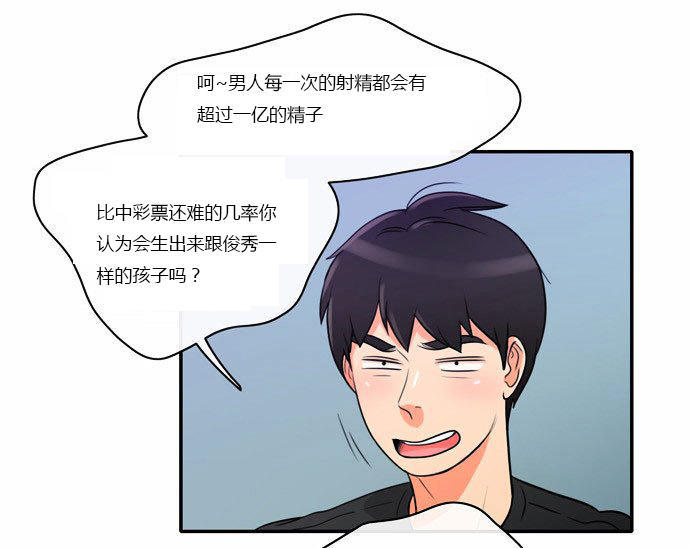 呵~男人每一次的射精都会有
超过一亿的精子
比中彩票还难的几率你
认为会生出来跟俊秀一
样的孩子吗？